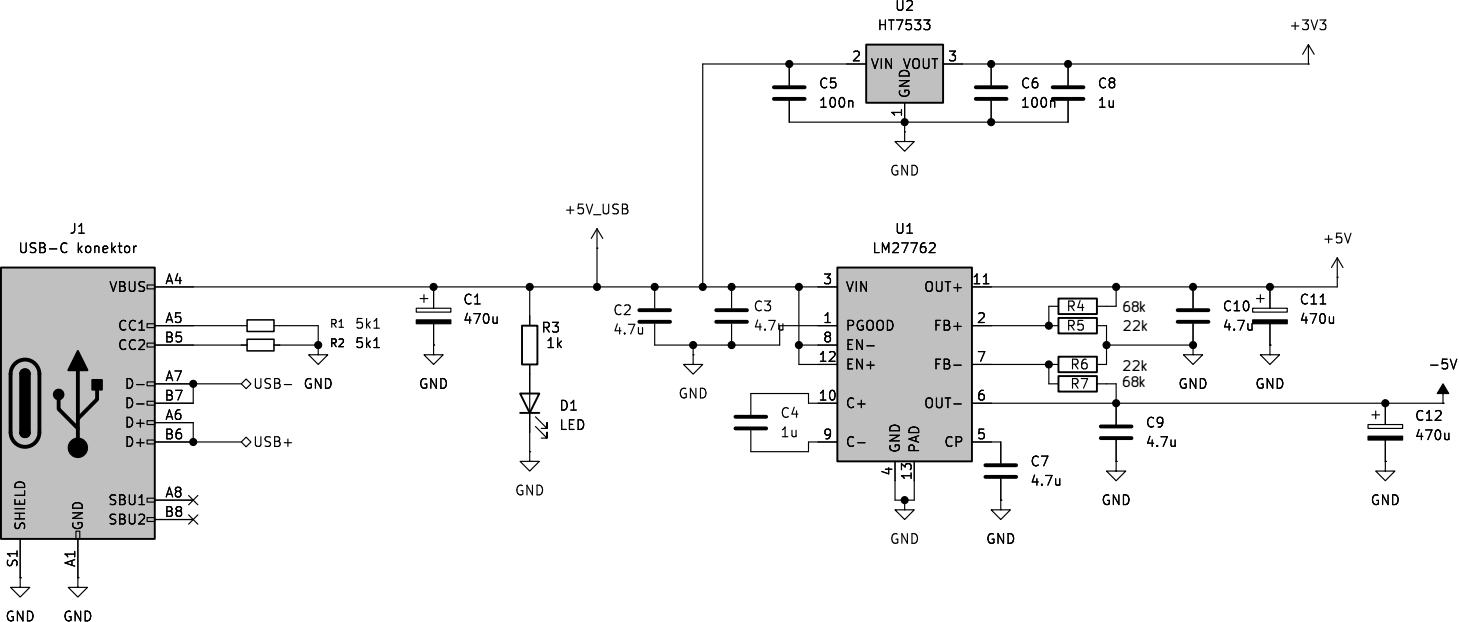 U2
HT7533
+3V3
2
VIN
VOUT
3
GND
1
C5
100n
C6
100n
C8
1u
GND
+5V_USB
+5V
J1
USB-C konektor
U1
LM27762
VBUS
A4
CC1
A5
CC2
B5
D-
A7
D-
B7
D+
A6
D+
B6
SBU1
A8
SBU2
B8
SHIELD
GND
S1
A1
GND
GND
R1 5k1
R2 5k1
GND
USB-
USB+
+
C1
470u
GND
R3
1k
D1
LED
GND
C2
4.7u
C3
4.7u
GND
3
VIN
1
PGOOD
8
EN-
12
EN+
10
C+
9
C-
OUT+
11
FB+
2
FB-
7
OUT-
6
CP
5
GND
PAD
4
13
GND
C4
1u
C7
4.7u
GND
R4
68k
R5
22k
R6
22k
R7
68k
C10
4.7u
GND
+
C11
470u
GND
-5V
C9
4.7u
GND
+
C12
470u
GND